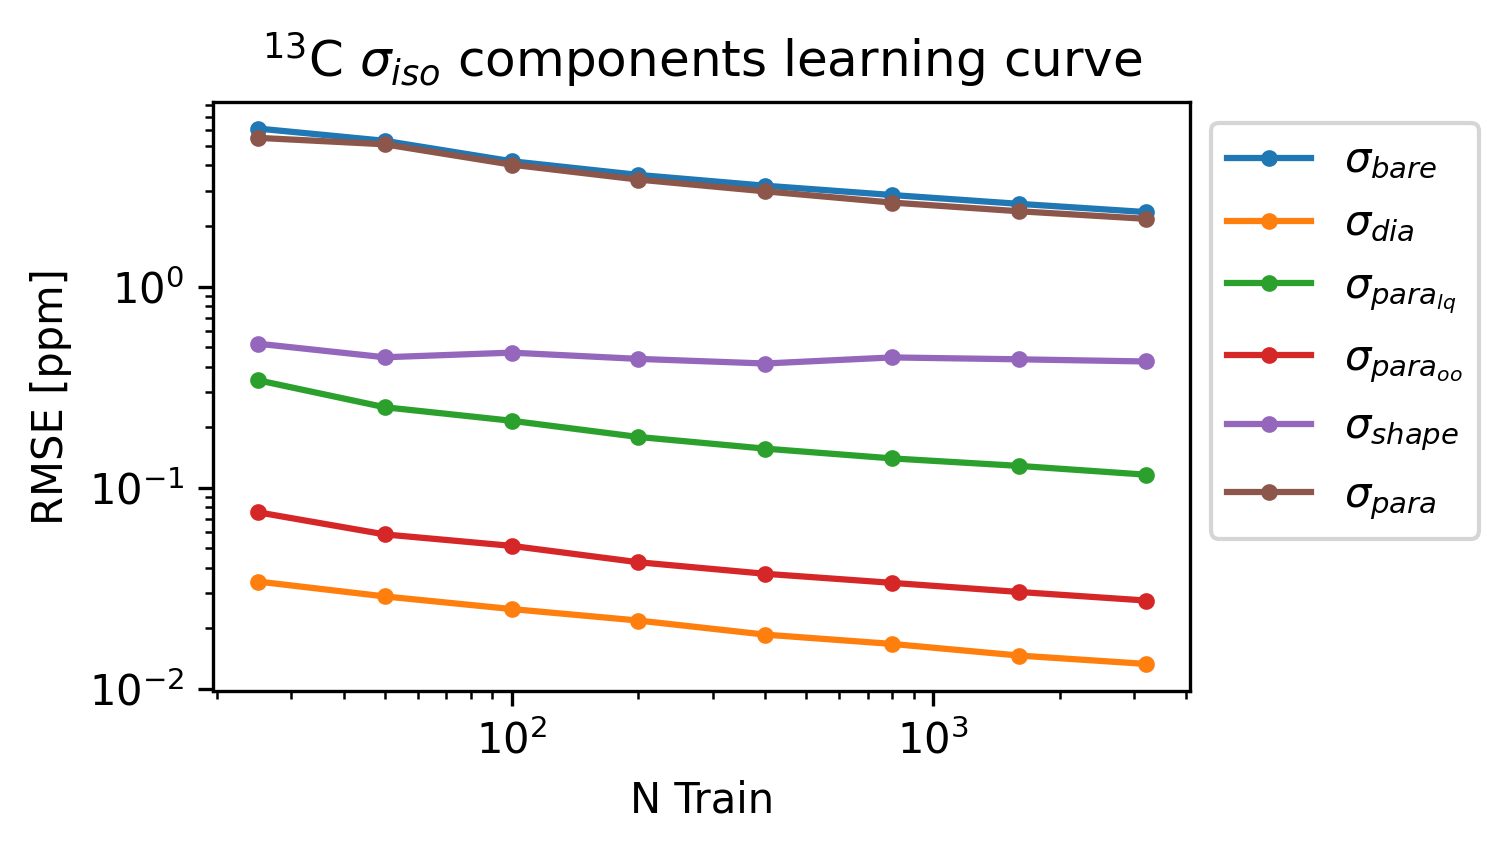 ¹³C σ_iso components learning curve
RMSE [ppm]
10⁰
10⁻¹
10⁻²
10²
10³
N Train
σ_bare
σ_dia
σ_para_lq
σ_para_oo
σ_shape
σ_para